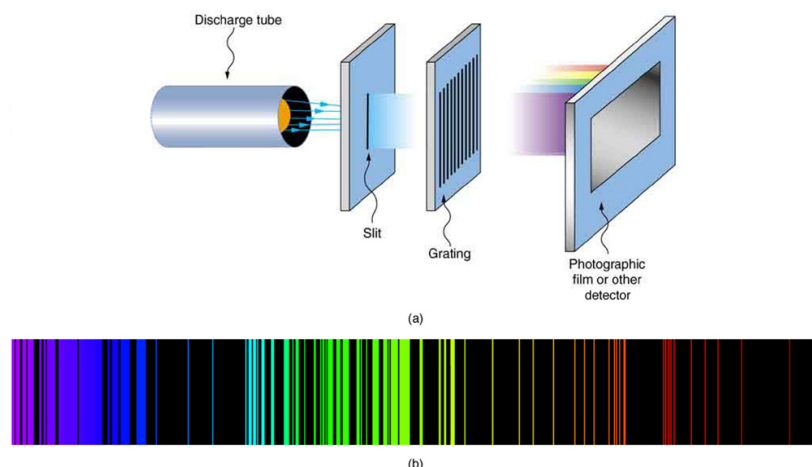 Discharge tube
Slit
Grating
Photographic
film or other
detector
(a)
(b)